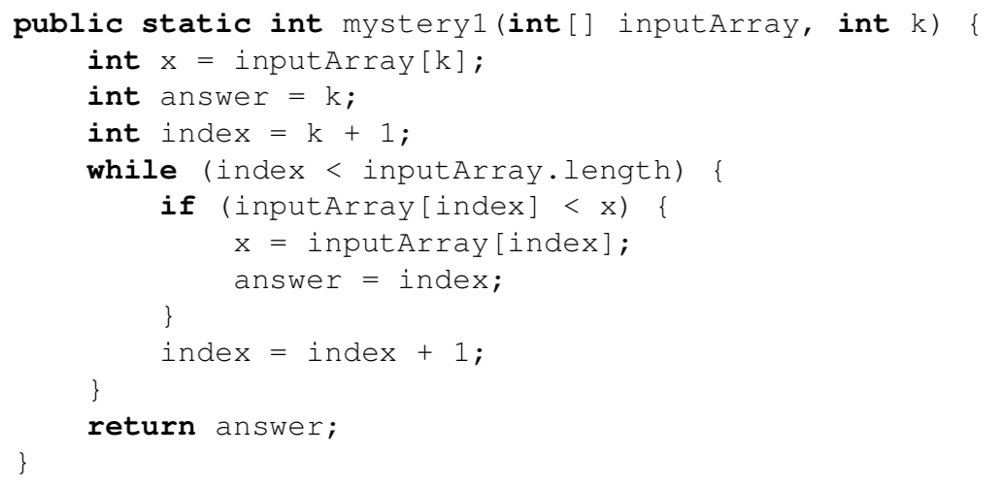 public static int mystery1(int[] inputArray, int k) {
    int x = inputArray[k];
    int answer = k;
    int index = k + 1;
    while (index < inputArray.length) {
        if (inputArray[index] < x) {
            x = inputArray[index];
            answer = index;
        }
        index = index + 1;
    }
    return answer;
}